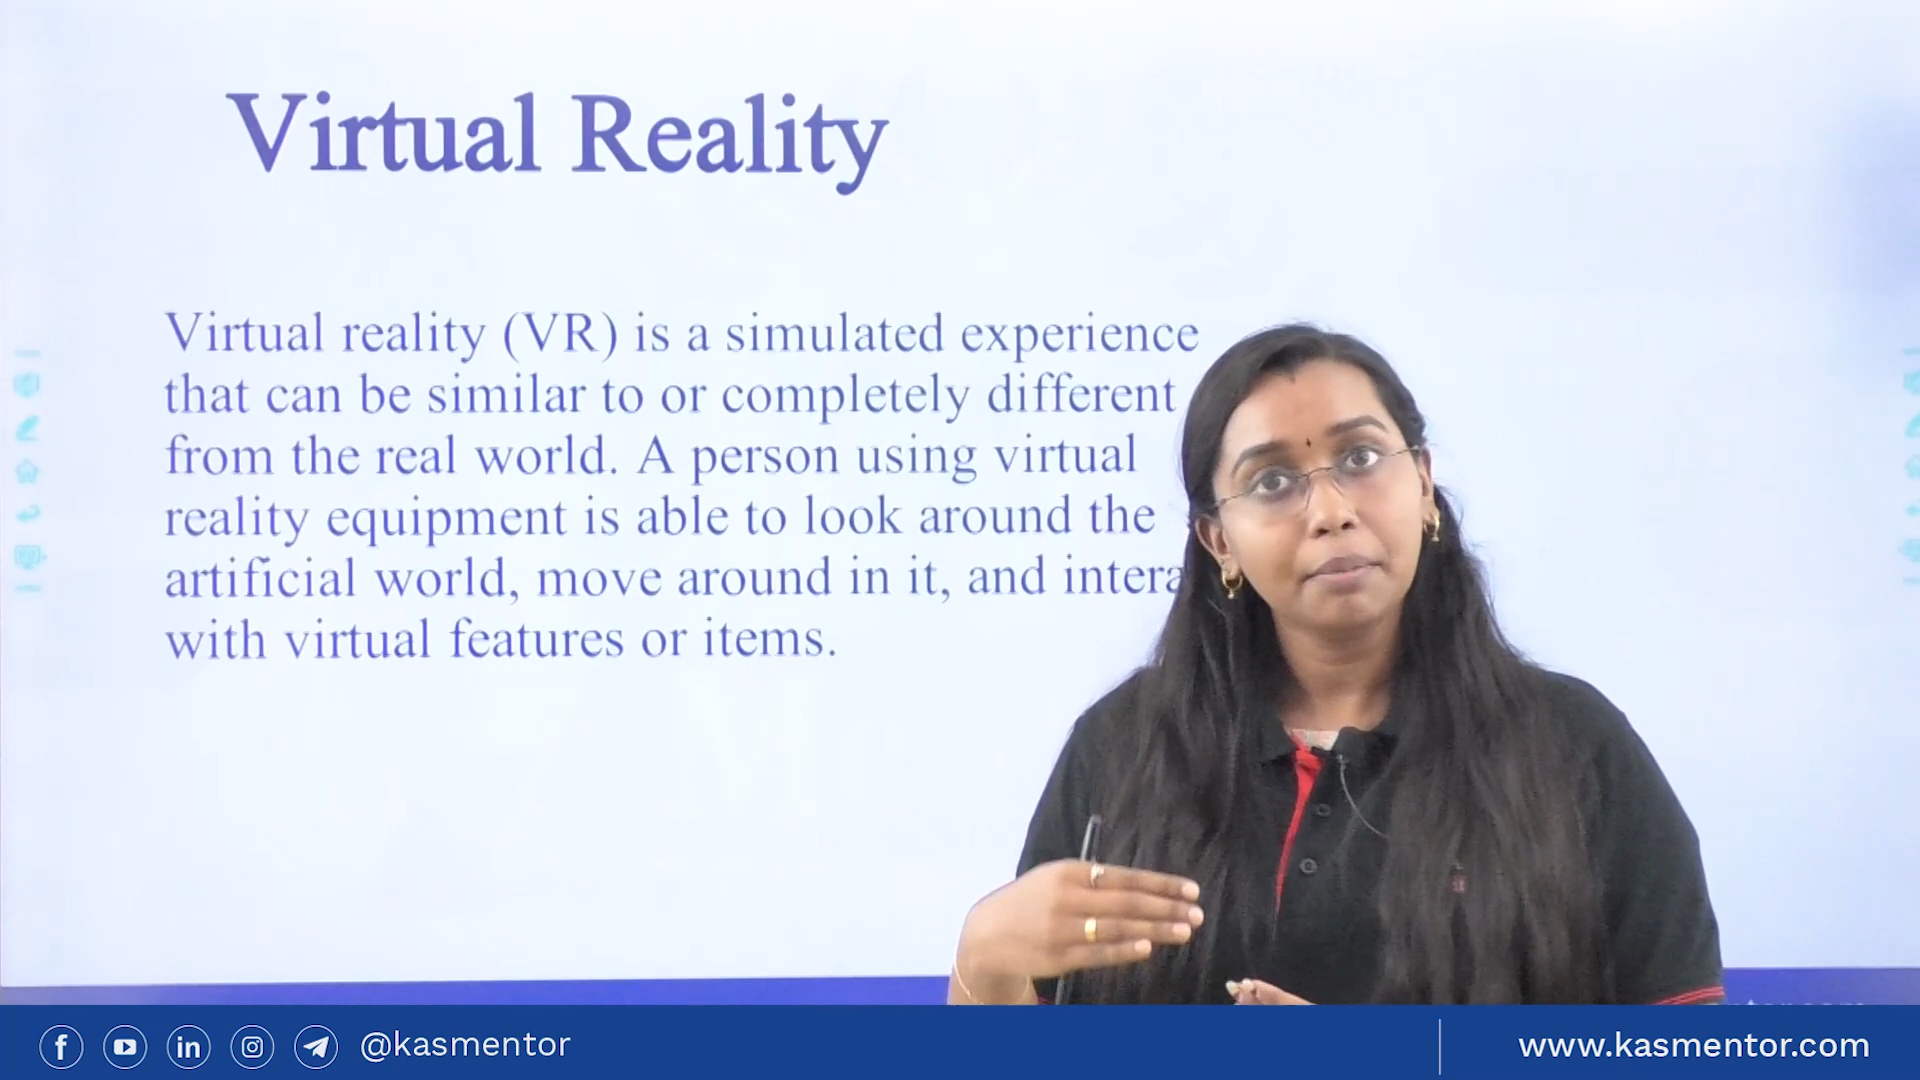 Virtual Reality
Virtual reality (VR) is a simulated experience
that can be similar to or completely different
from the real world. A person using virtual
reality equipment is able to look around the
artificial world, move around in it, and intera
with virtual features or items.
@kasmentor
www.kasmentor.com